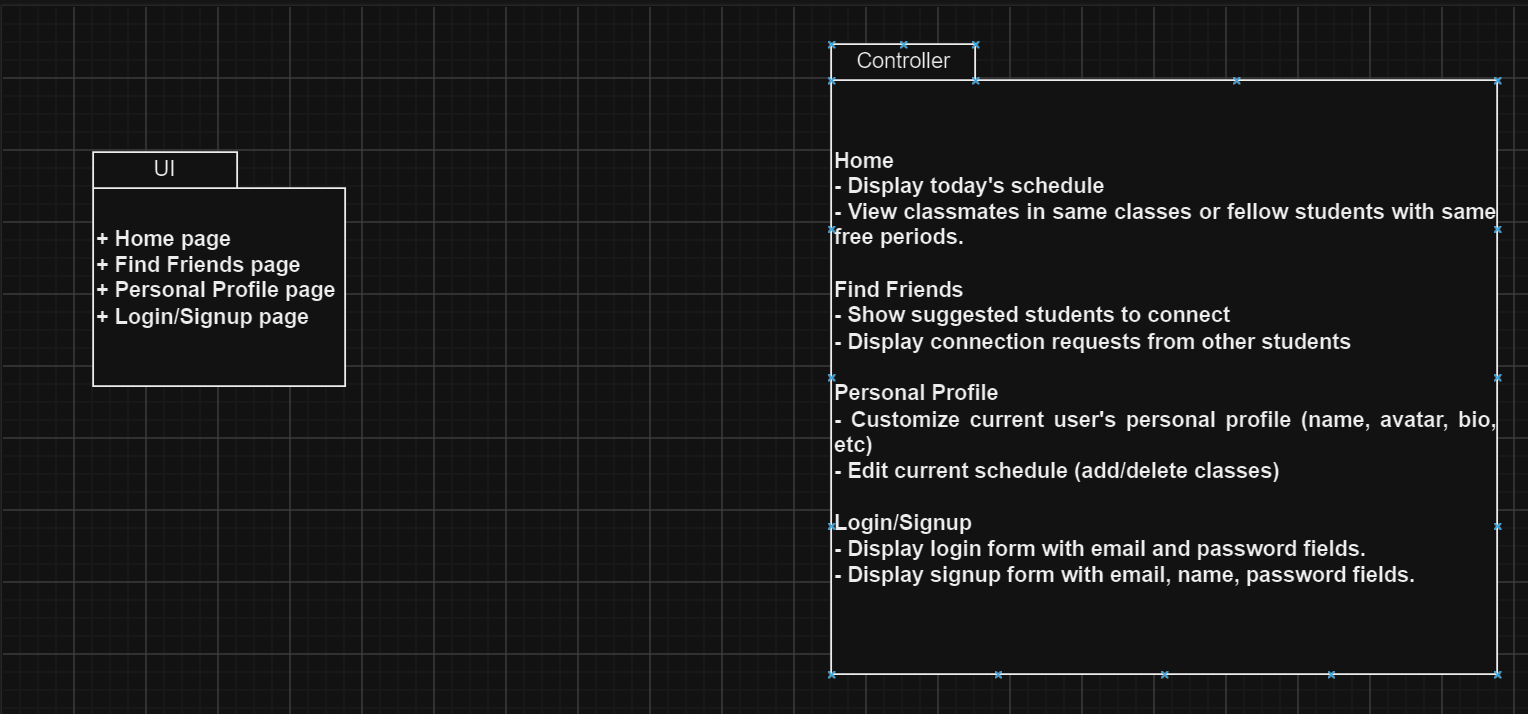 UI
+ Home page
+ Find Friends page
+ Personal Profile page
+ Login/Signup page
Controller
Home
- Display today's schedule
- View classmates in same classes or fellow students with same
free periods.
Find Friends
- Show suggested students to connect
- Display connection requests from other students
Personal Profile
- Customize current user's personal profile (name, avatar, bio,
etc)
- Edit current schedule (add/delete classes)
Login/Signup
- Display login form with email and password fields.
- Display signup form with email, name, password fields.